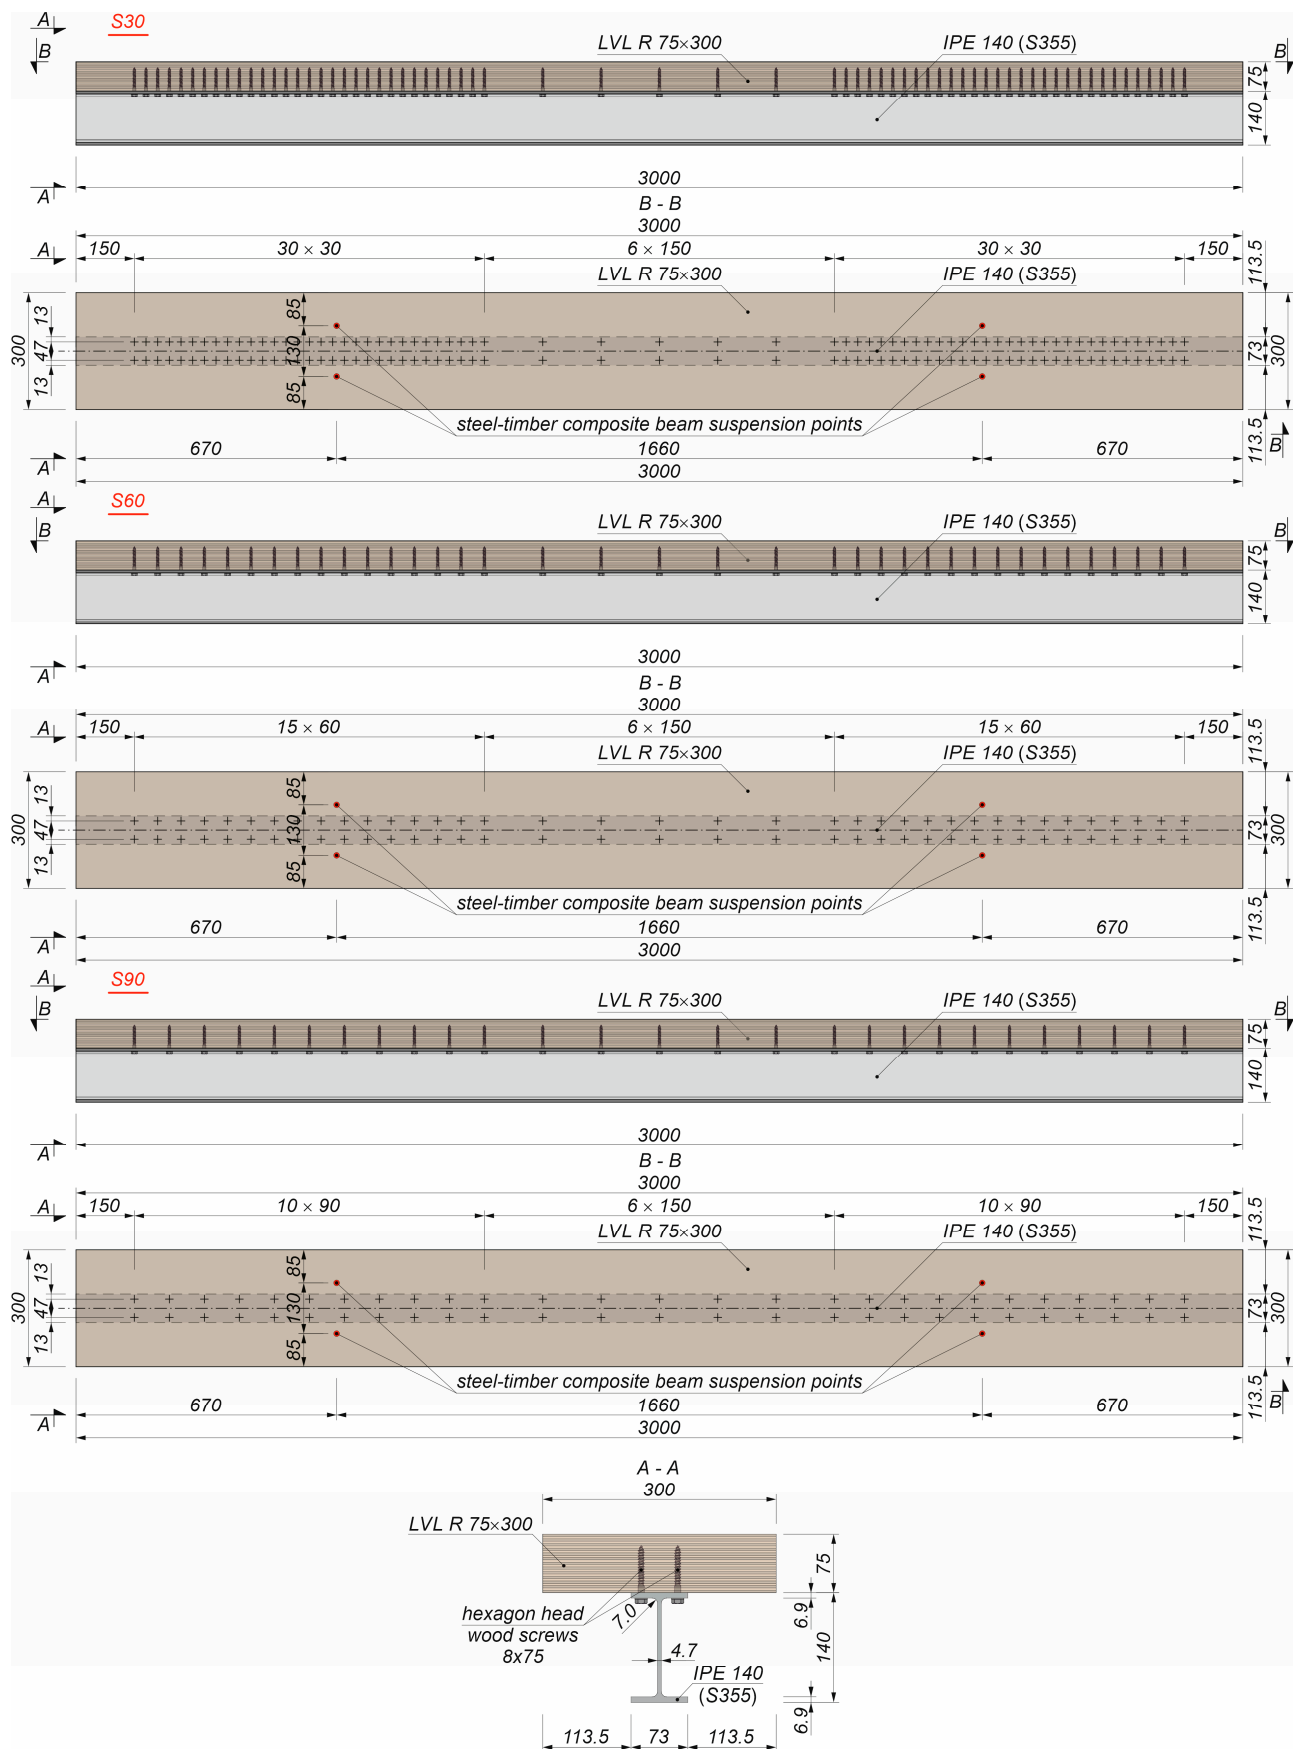 A
S30
B
LVL R 75×300
IPE 140 (S355)
B
75
140
3000
A
B - B
3000
A
150
30 × 30
6 × 150
30 × 30
150
LVL R 75×300
IPE 140 (S355)
113.5
300
13
47
13
85
130
85
73
300
steel-timber composite beam suspension points
113.5
B
670
1660
670
A
3000
A
S60
B
LVL R 75×300
IPE 140 (S355)
B
75
140
3000
A
B - B
3000
A
150
15 × 60
6 × 150
15 × 60
150
LVL R 75×300
IPE 140 (S355)
113.5
300
13
47
13
85
130
85
73
300
steel-timber composite beam suspension points
113.5
670
1660
670
A
3000
A
S90
B
LVL R 75×300
IPE 140 (S355)
B
75
140
3000
A
B - B
3000
A
150
10 × 90
6 × 150
10 × 90
150
LVL R 75×300
IPE 140 (S355)
113.5
300
13
47
13
85
130
85
73
300
steel-timber composite beam suspension points
113.5
B
670
1660
670
A
3000
A - A
300
LVL R 75×300
75
hexagon head
wood screws
8x75
7.0
6.9
140
4.7
IPE 140
(S355)
6.9
113.5
73
113.5